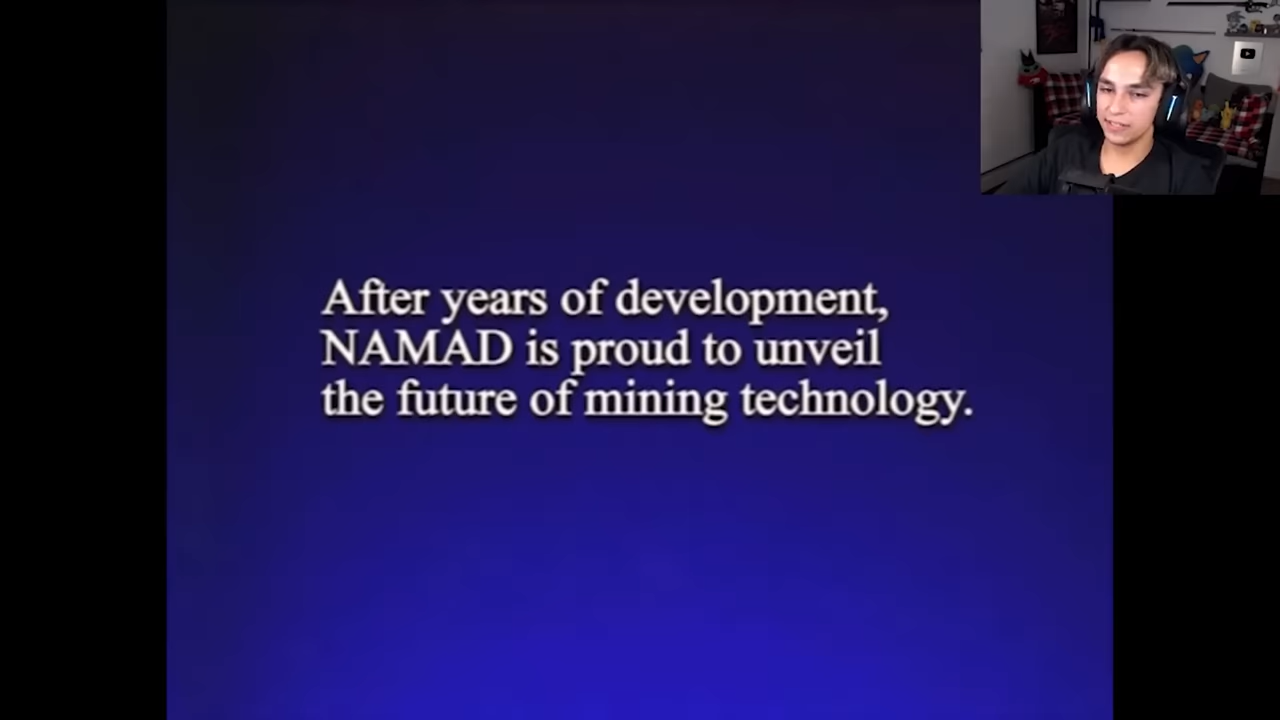 After years of development,
NAMAD is proud to unveil
the future of mining technology.